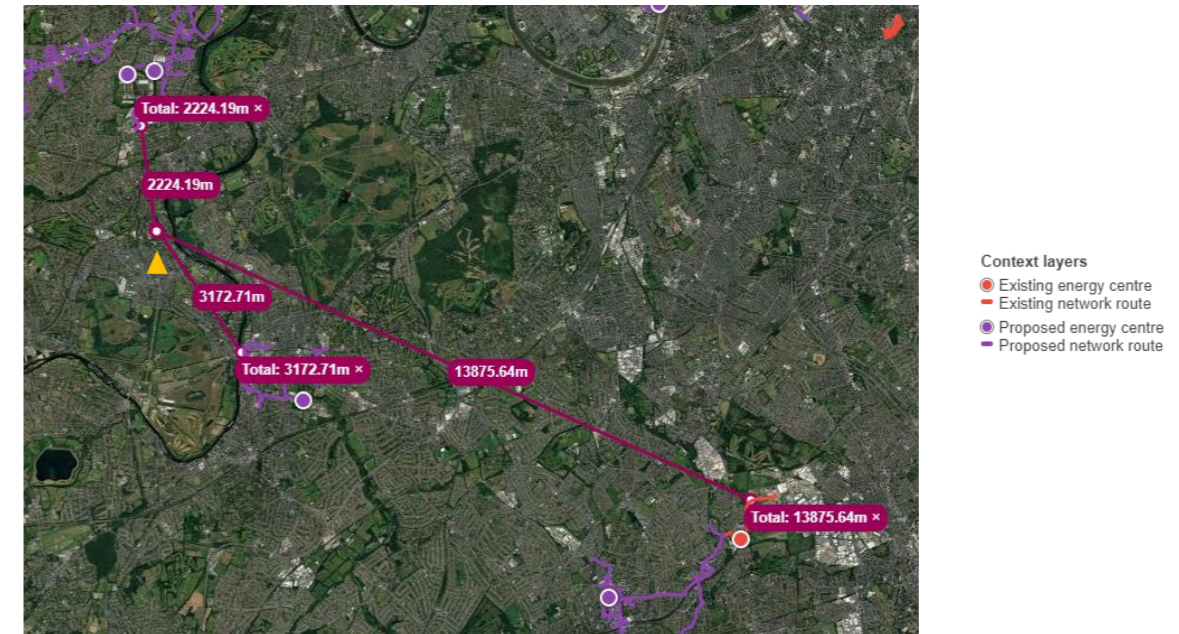 Total: 2224.19m ×
2224.19m
3172.71m
Total: 3172.71m ×
13875.64m
Total: 13875.64m ×
Context layers
Existing energy centre
Existing network route
Proposed energy centre
Proposed network route